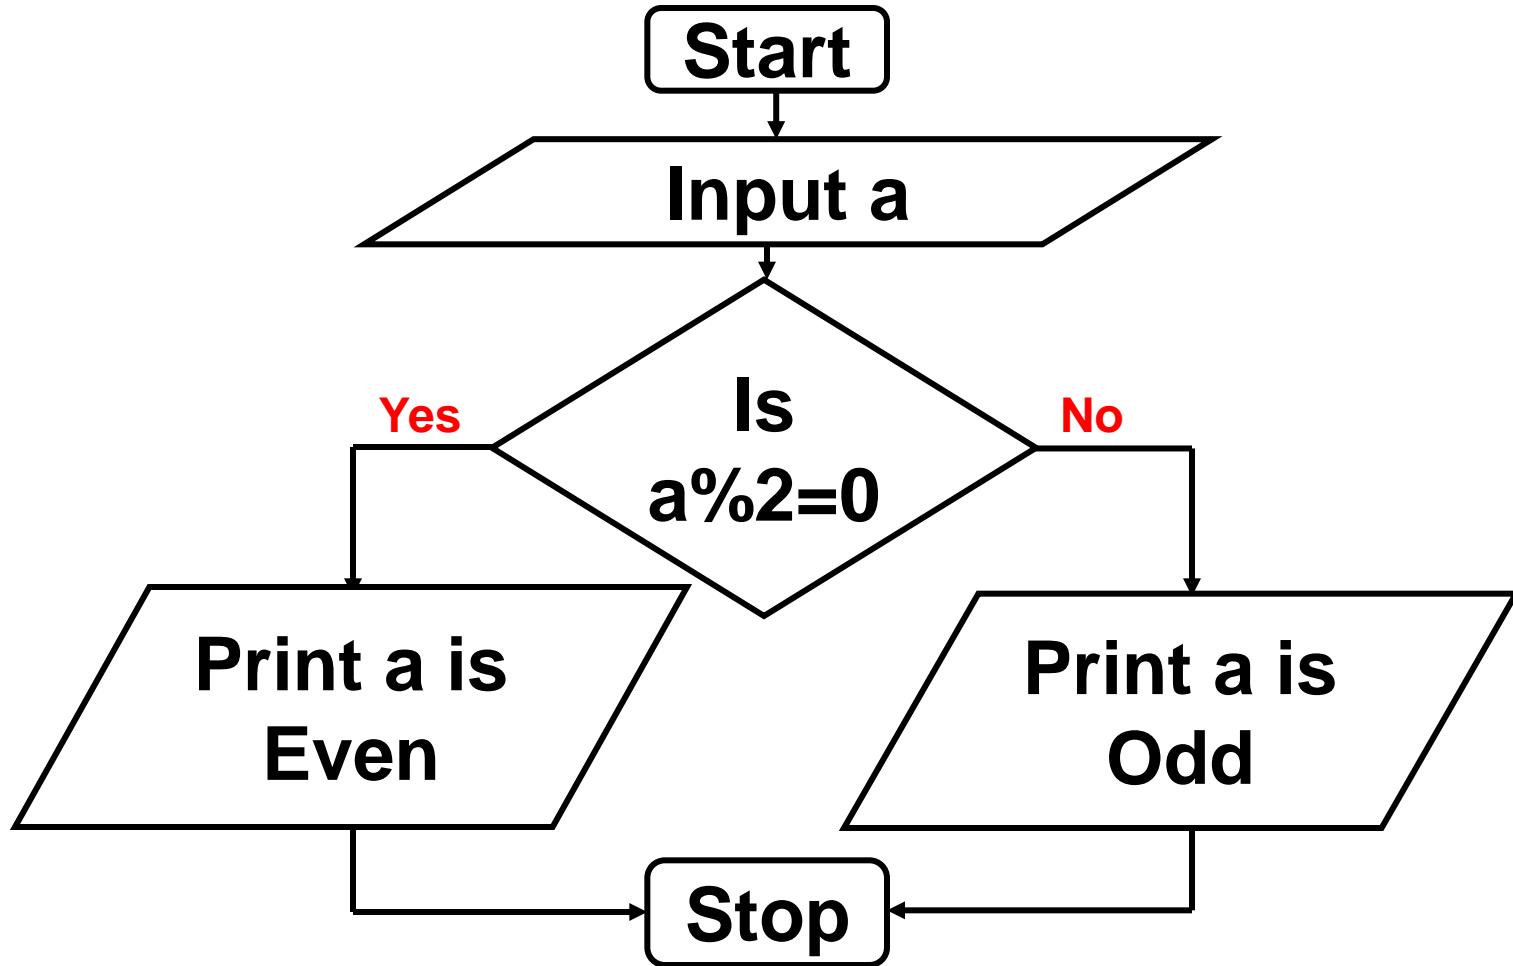 Start
Input a
Is
a%2=0
Yes
No
Print a is
Even
Print a is
Odd
Stop